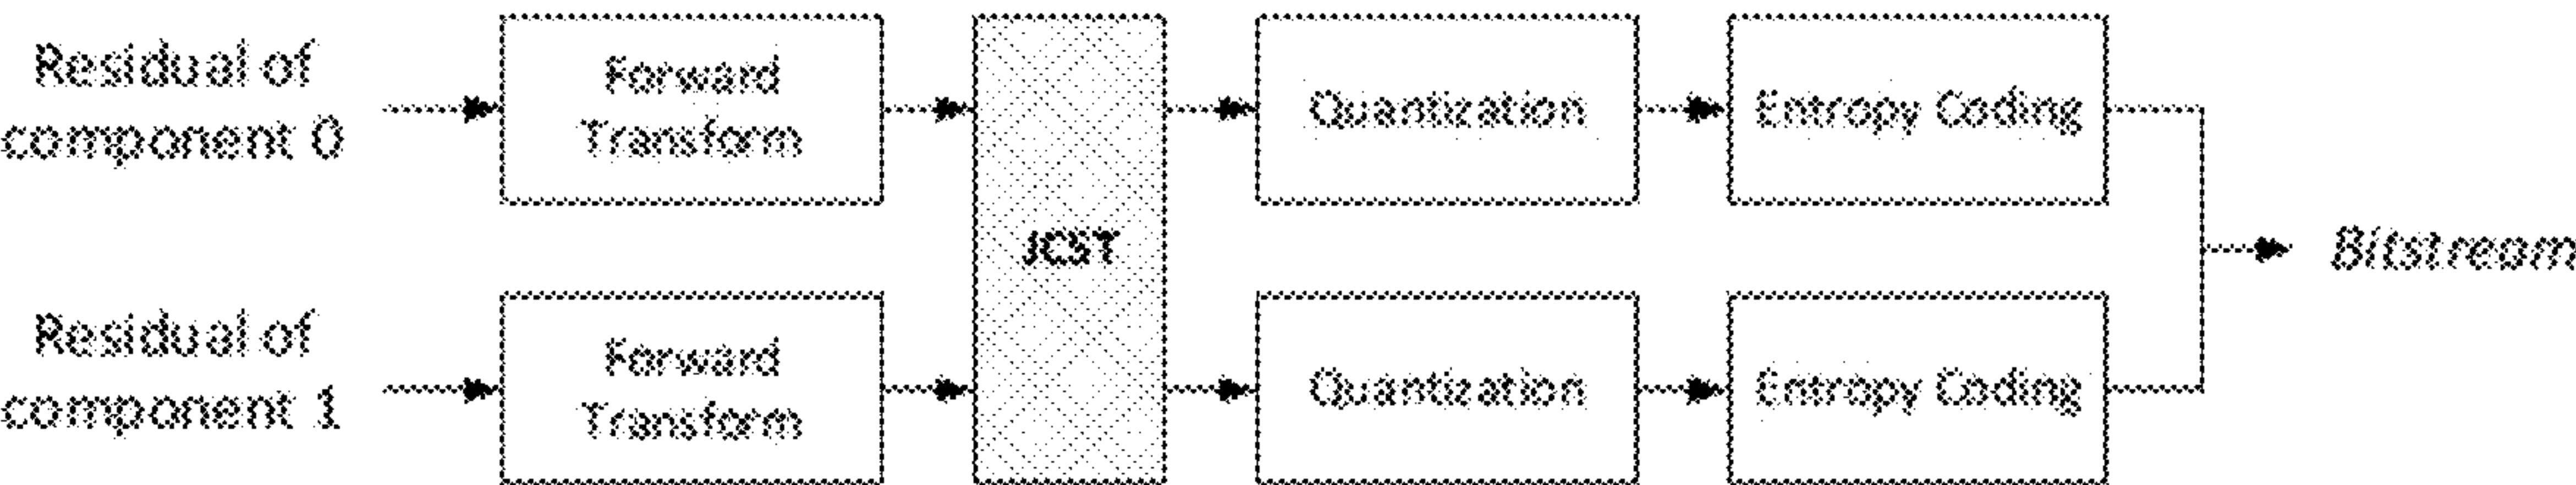 Residual of
component 0
Forward
Transform
Quantization
Entropy Coding
JCST
Bitstream
Residual of
component 1
Forward
Transform
Quantization
Entropy Coding